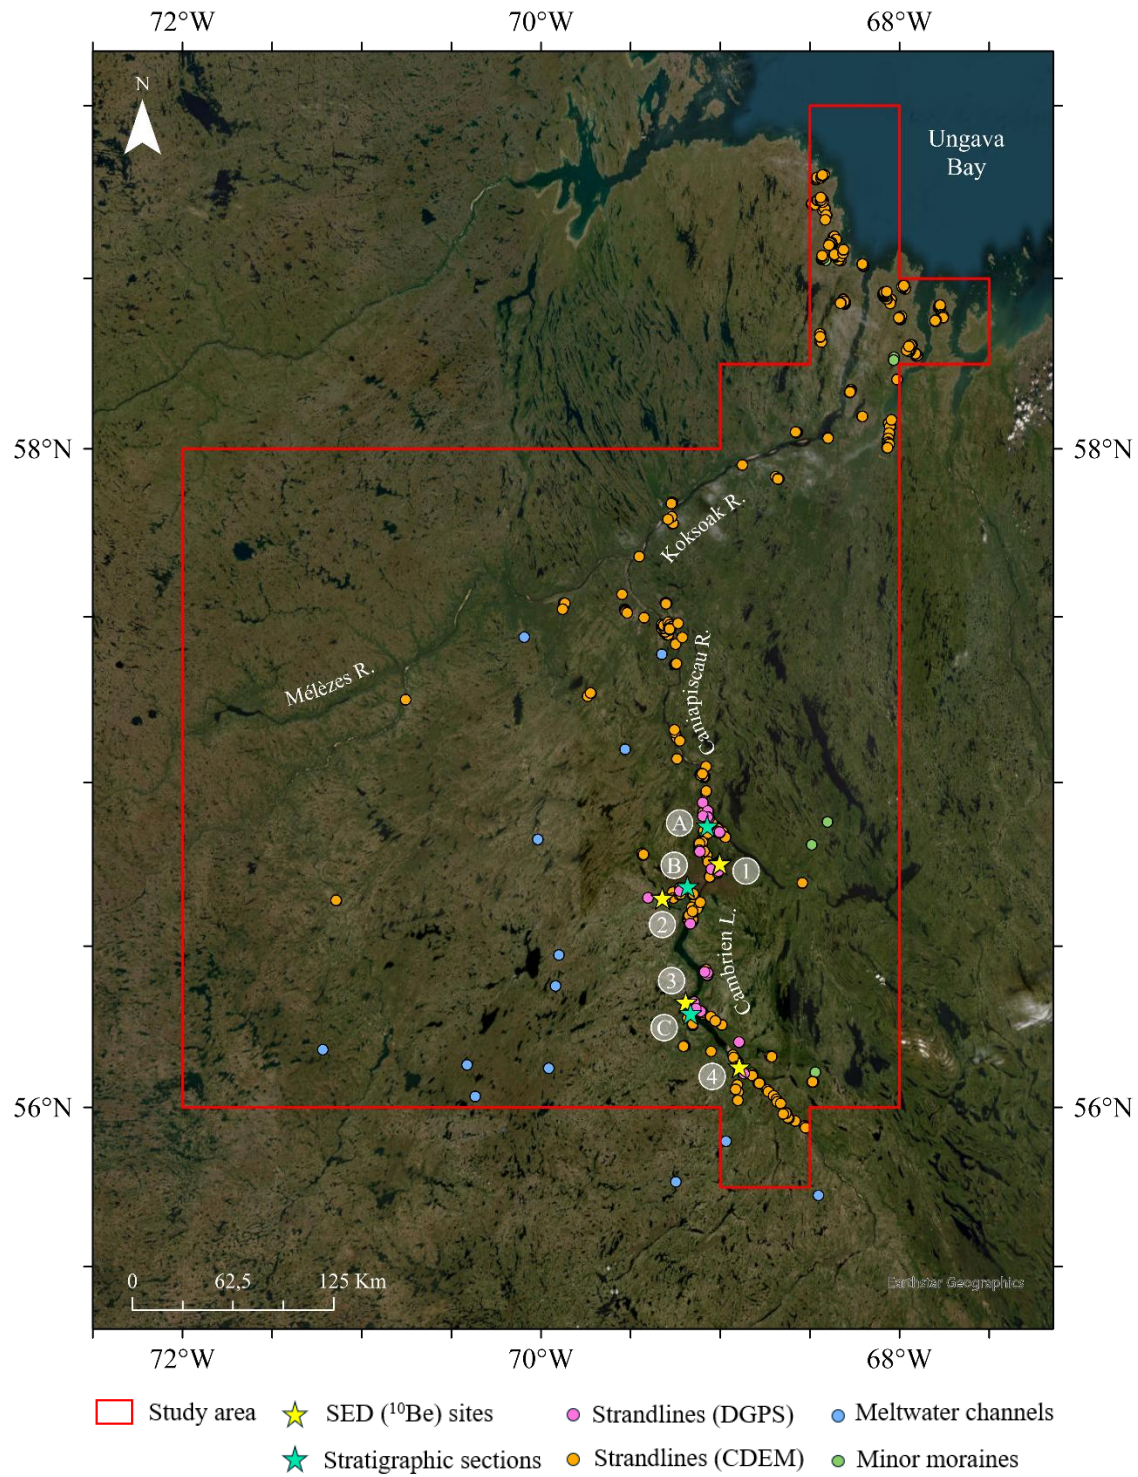 72°W 70°W 68°W
N
Ungava
Bay
58°N 58°N
Koksoak R.
Caniapiscau R.
Mélèzes R.
A
B
1
2
Cambrien L.
3
C
4
56°N 56°N
0 62,5 125 Km
Earthstar Geographics
72°W 70°W 68°W
Study area SED (¹⁰Be) sites Strandlines (DGPS) Meltwater channels
Stratigraphic sections Strandlines (CDEM) Minor moraines